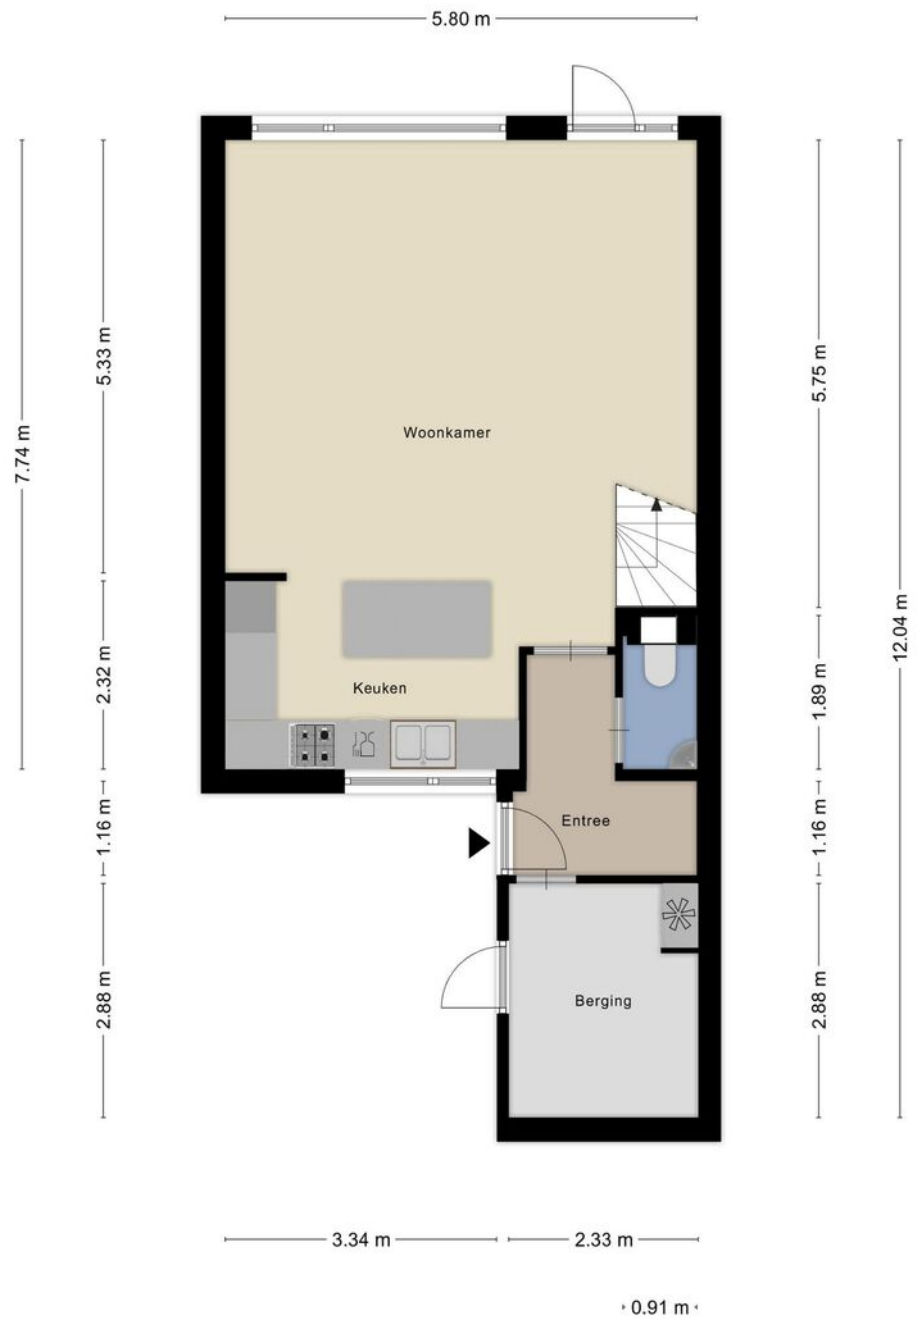 5.80 m
7.74 m
5.33 m
2.32 m
1.16 m
2.88 m
Woonkamer
Keuken
Entree
Berging
5.75 m
1.89 m
1.16 m
2.88 m
12.04 m
3.34 m
2.33 m
0.91 m